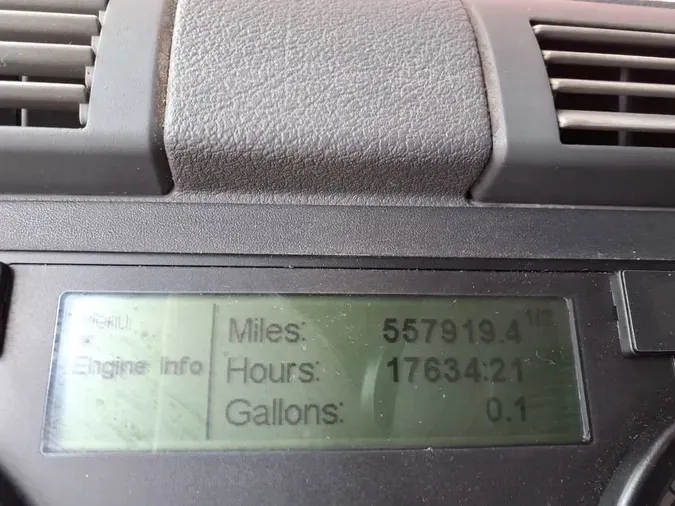 Menu
Engine Info
Miles: 557919.4 1/2
Hours: 17634:21
Gallons: 0.1